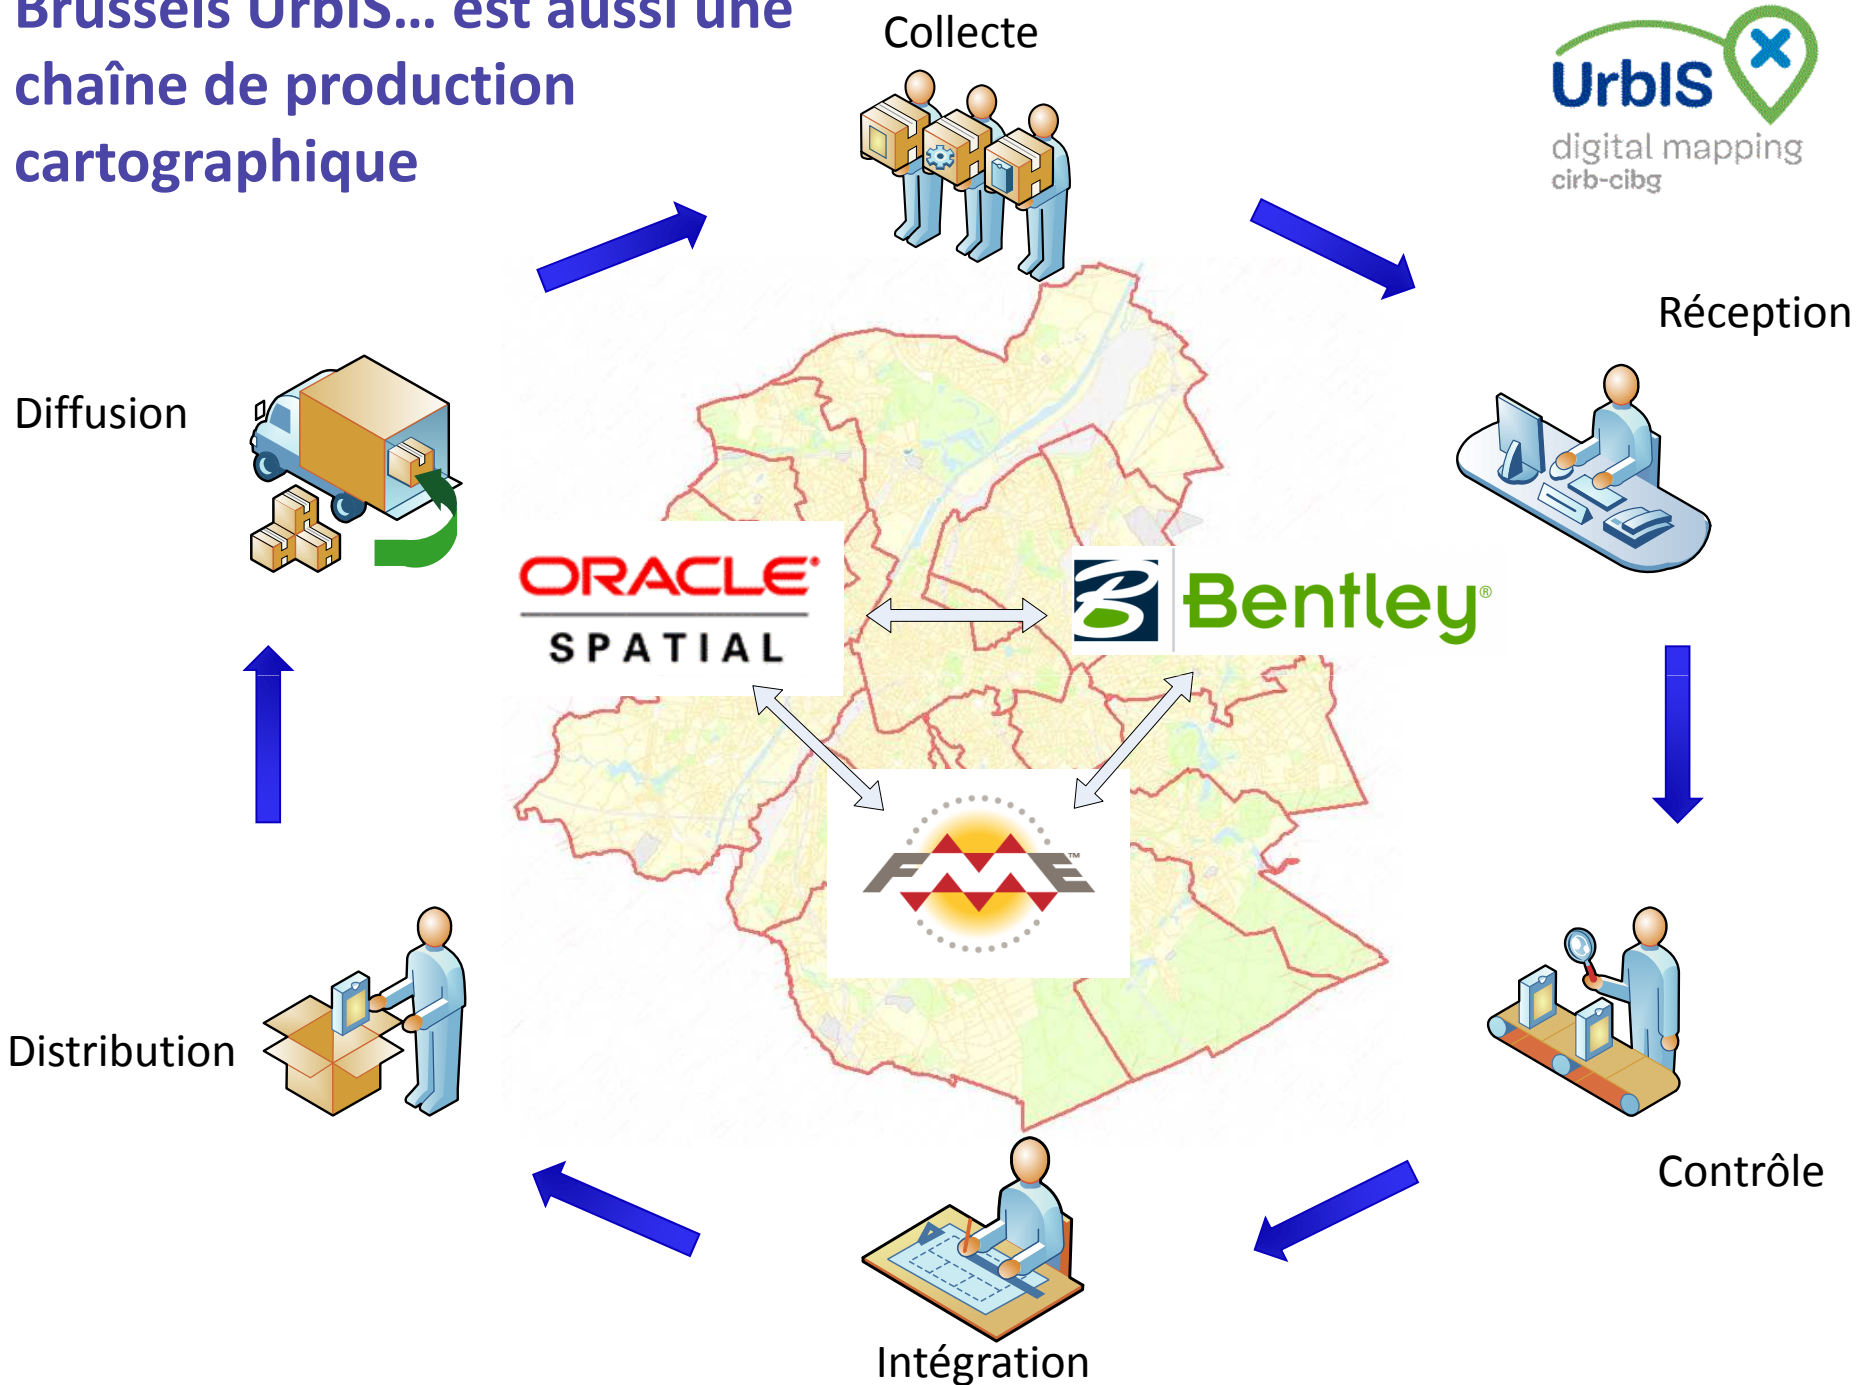 Brussels UrbIS... est aussi une
chaîne de production
cartographique
Collecte
UrbIS
digital mapping
cirb-cibg
Réception
Diffusion
ORACLE®
SPATIAL
B Bentley®
FME™
Distribution
Contrôle
Intégration